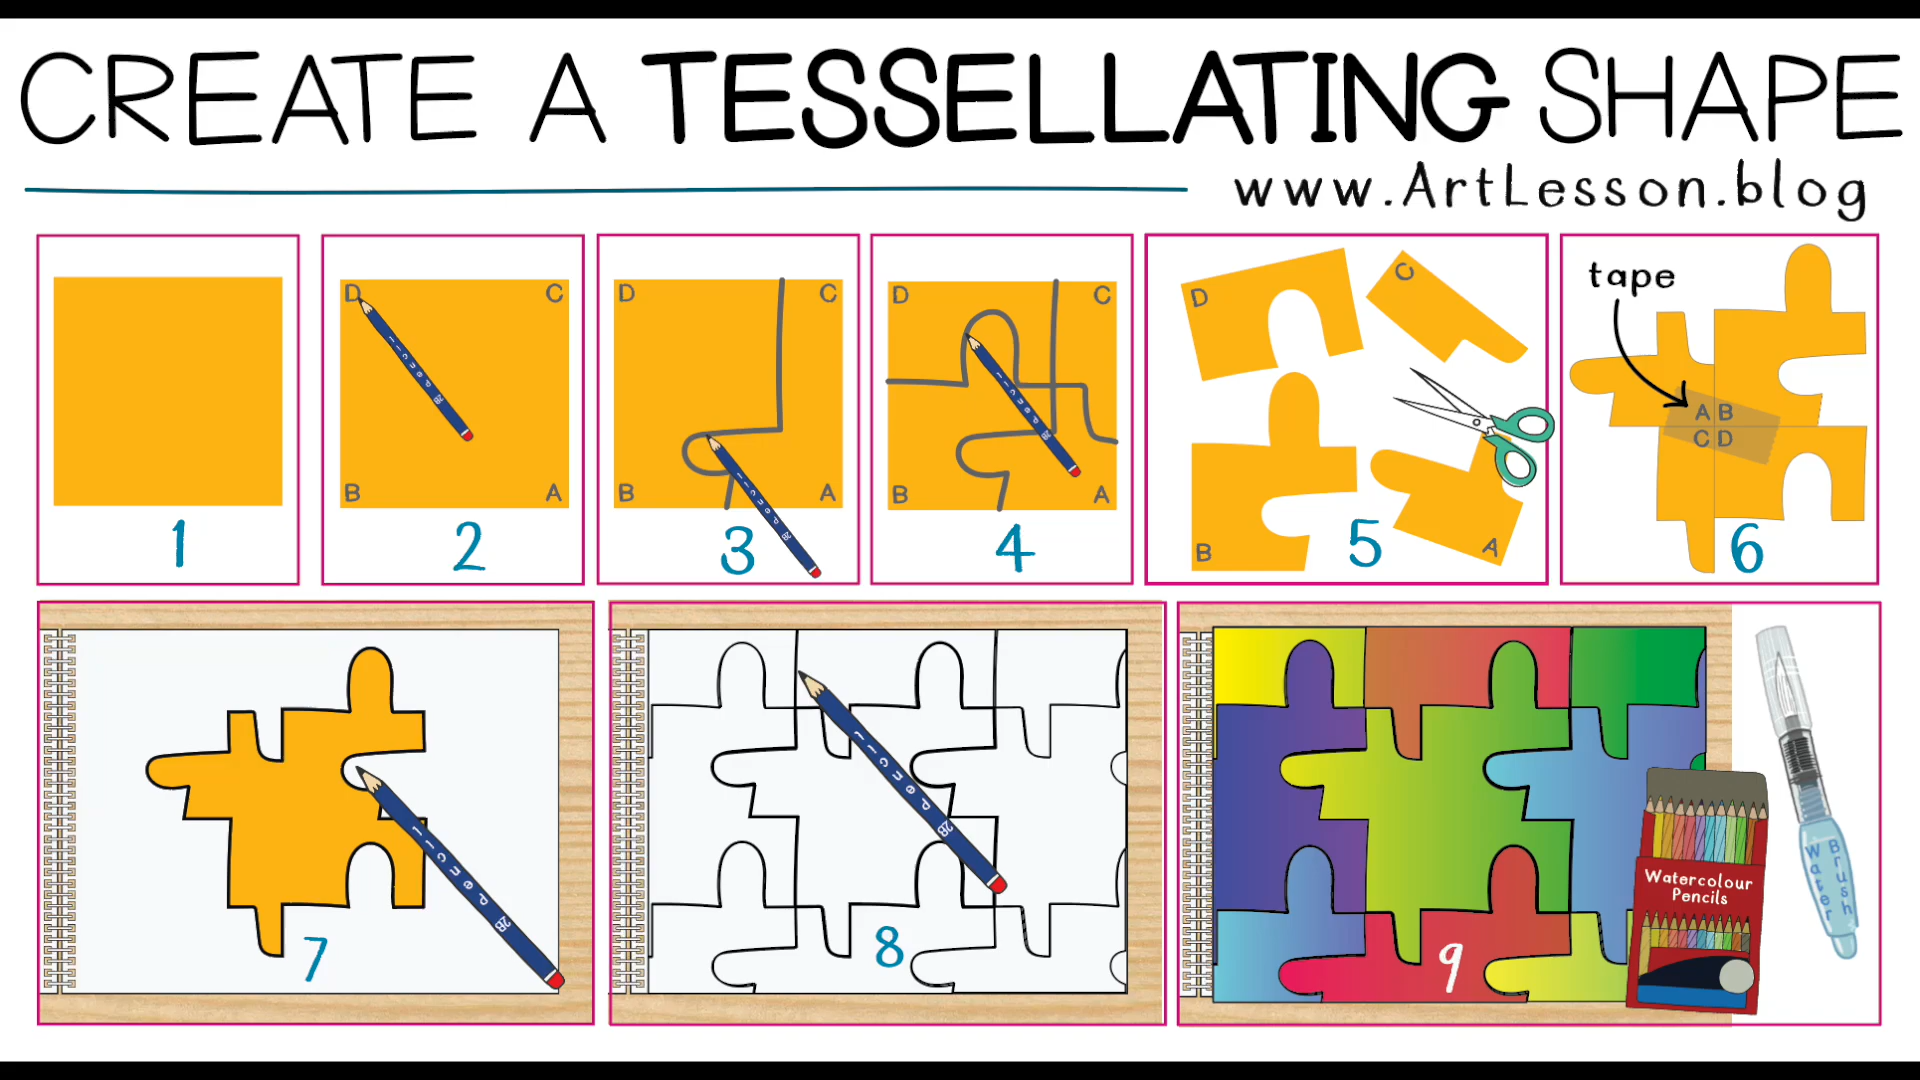 CREATE A TESSELLATING SHAPE
www.ArtLesson.blog
1
D C
B A
2
D C
B A
3
D C
B A
4
D
C
B
A
5
tape
A B
C D
6
7
8
9
Watercolour
Pencils
Water
Brush